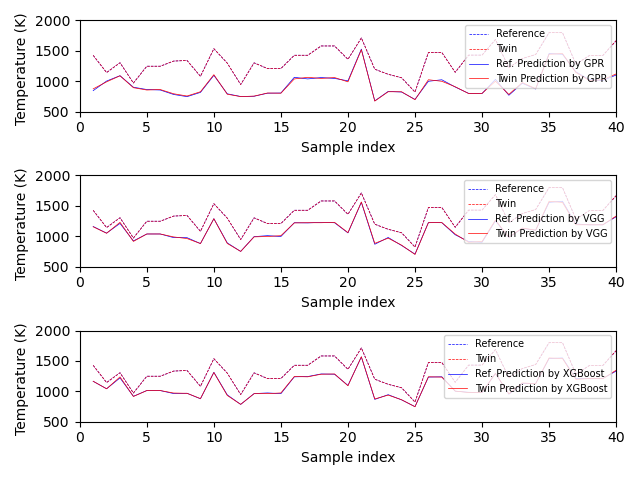 2000
1500
1000
500
Temperature (K)
Reference
Twin
Ref. Prediction by GPR
Twin Prediction by GPR
0 5 10 15 20 25 30 35 40
Sample index
2000
1500
1000
500
Temperature (K)
Reference
Twin
Ref. Prediction by VGG
Twin Prediction by VGG
0 5 10 15 20 25 30 35 40
Sample index
2000
1500
1000
500
Temperature (K)
Reference
Twin
Ref. Prediction by XGBoost
Twin Prediction by XGBoost
0 5 10 15 20 25 30 35 40
Sample index